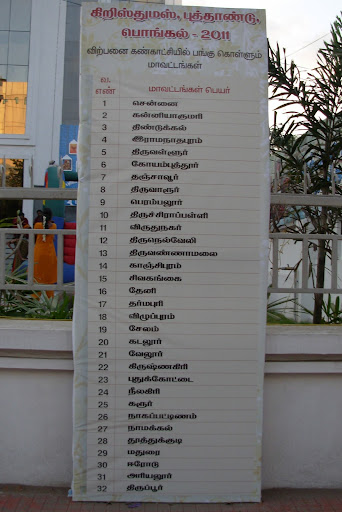 கிறிஸ்துமஸ், புத்தாண்டு,
பொங்கல் - 2011
விற்பனை கண்காட்சியில் பங்கு கொள்ளும்
மாவட்டங்கள்
வ.
எண் மாவட்டங்கள் பெயர்
1 சென்னை
2 கன்னியாகுமரி
3 திண்டுக்கல்
4 இராமநாதபுரம்
5 திருவள்ளூர்
6 கோயம்புத்தூர்
7 தஞ்சாவூர்
8 திருவாரூர்
9 பெரம்பலூர்
10 திருச்சிராப்பள்ளி
11 விருதுநகர்
12 திருநெல்வேலி
13 திருவண்ணாமலை
14 காஞ்சிபுரம்
15 சிவகங்கை
16 தேனி
17 தர்மபுரி
18 விழுப்புரம்
19 சேலம்
20 கடலூர்
21 வேலூர்
22 கிருஷ்ணகிரி
23 புதுக்கோட்டை
24 நீலகிரி
25 கரூர்
26 நாகப்பட்டிணம்
27 நாமக்கல்
28 தூத்துக்குடி
29 மதுரை
30 ஈரோடு
31 அரியலூர்
32 திருப்பூர்